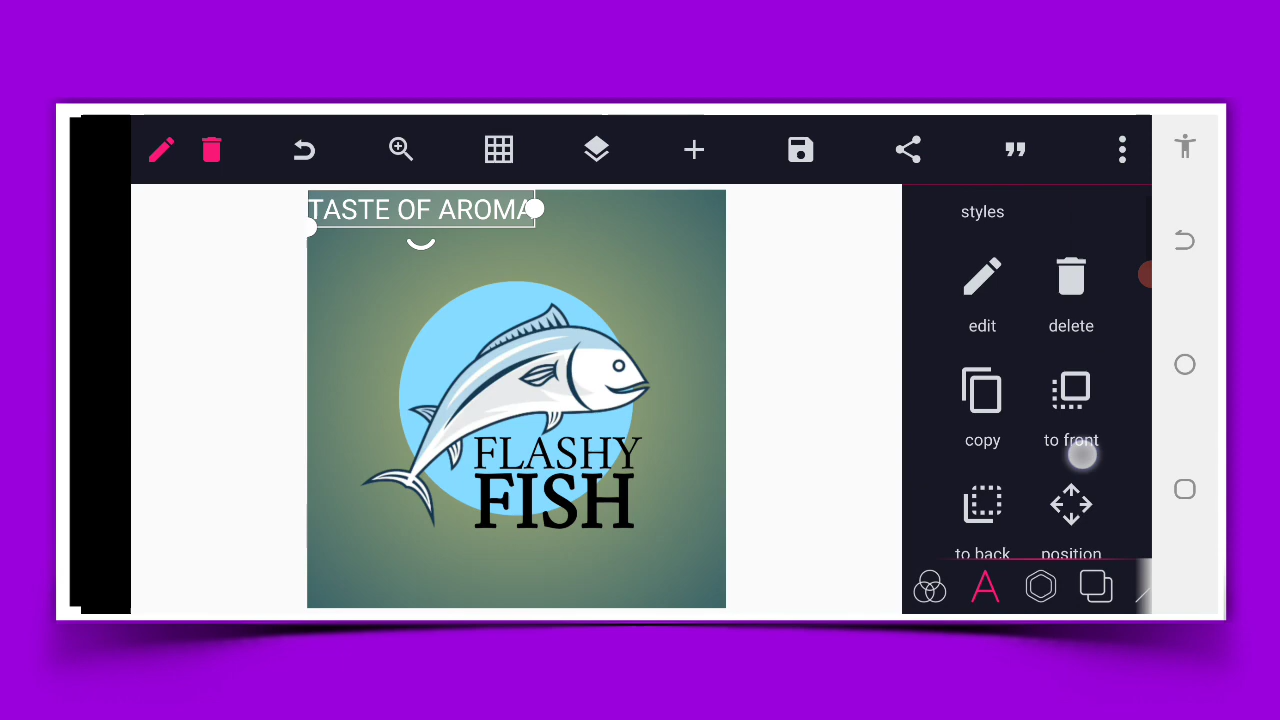 TASTE OF AROMA
styles
edit
delete
copy
to front
to back
position
FLASHY
FISH